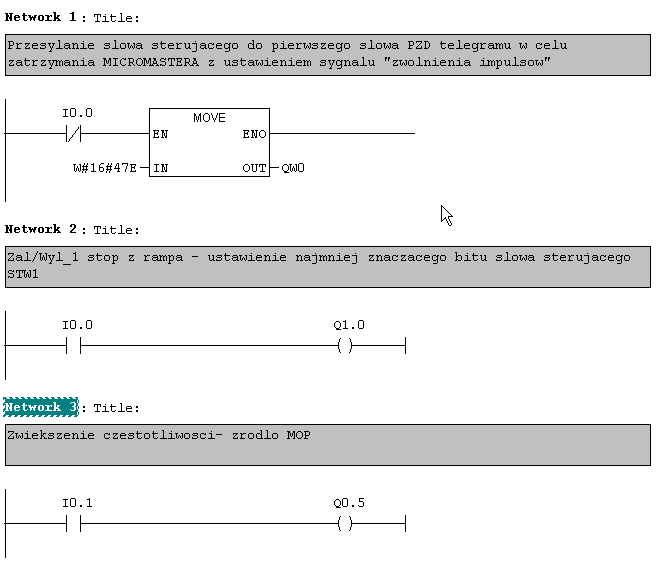 Network 1 : Title:
Przesylanie slowa sterujacego do pierwszego slowa PZD telegramu w celu
zatrzymania MICROMASTERA z ustawieniem sygnalu "zwolnienia impulsow"
I0.0
MOVE
EN ENO
W#16#47E IN OUT QW0
Network 2 : Title:
Zal/Wyl_1 stop z rampa - ustawienie najmniej znaczacego bitu slowa sterujacego
STW1
I0.0 Q1.0
Network 3 : Title:
Zwiekszenie czestotliwosci- zrodlo MOP
I0.1 Q0.5